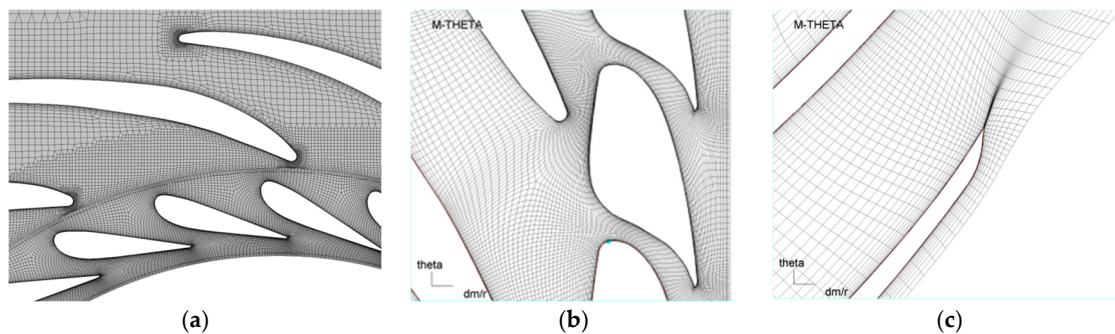 M-THETA
M-THETA
theta
dm/r
theta
dm/r
(a)
(b)
(c)